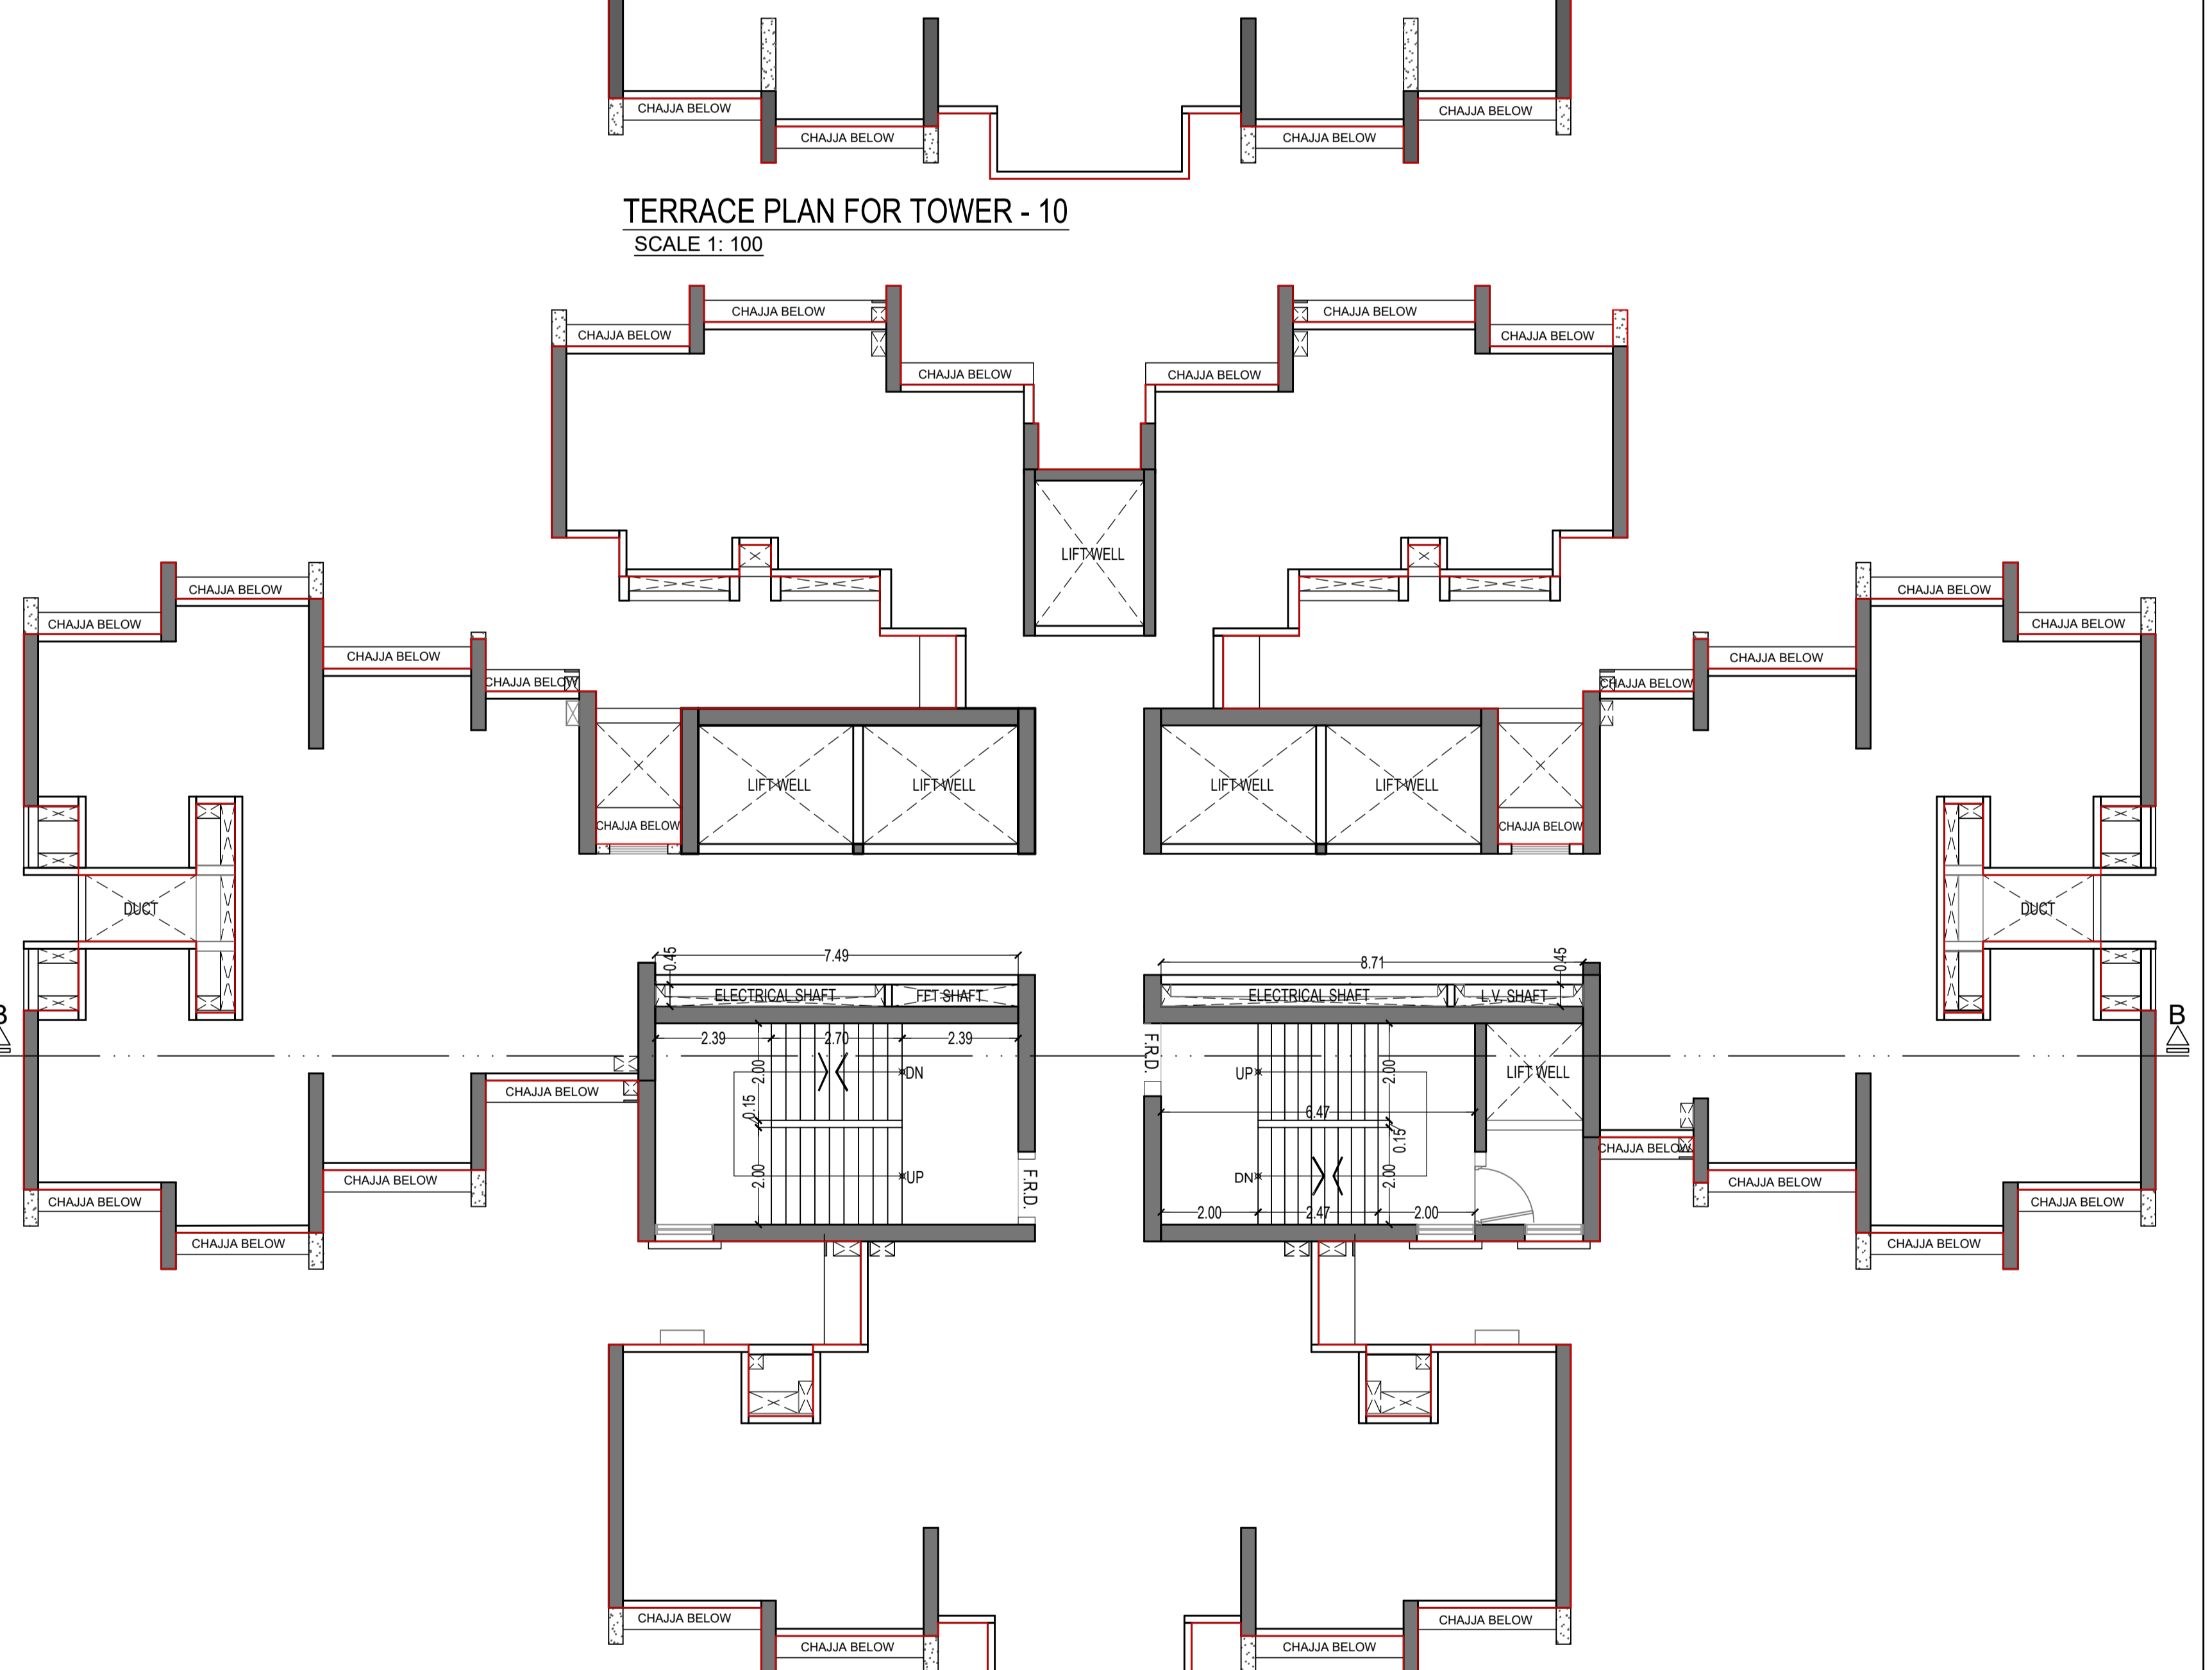 CHAJJA BELOW
CHAJJA BELOW
CHAJJA BELOW
CHAJJA BELOW
TERRACE PLAN FOR TOWER - 10
SCALE 1: 100
CHAJJA BELOW
CHAJJA BELOW
CHAJJA BELOW
CHAJJA BELOW
CHAJJA BELOW
CHAJJA BELOW
LIFT WELL
CHAJJA BELOW
CHAJJA BELOW
CHAJJA BELOW
CHAJJA BELOW
CHAJJA BELOW
CHAJJA BELOW
CHAJJA BELOW
CHAJJA BELOW
LIFT WELL
LIFT WELL
LIFT WELL
LIFT WELL
CHAJJA BELOW
CHAJJA BELOW
DUCT
DUCT
7.49
8.71
0.45
0.45
ELECTRICAL SHAFT
FFT SHAFT
ELECTRICAL SHAFT
L.V. SHAFT
B
B
2.39
2.70
2.39
F.R.D.
2.00
DN
UP
2.00
LIFT WELL
CHAJJA BELOW
0.15
6.47
0.15
CHAJJA BELOW
2.00
UP
F.R.D.
DN
2.00
CHAJJA BELOW
CHAJJA BELOW
CHAJJA BELOW
CHAJJA BELOW
2.00
2.47
2.00
CHAJJA BELOW
CHAJJA BELOW
CHAJJA BELOW
CHAJJA BELOW
CHAJJA BELOW
CHAJJA BELOW